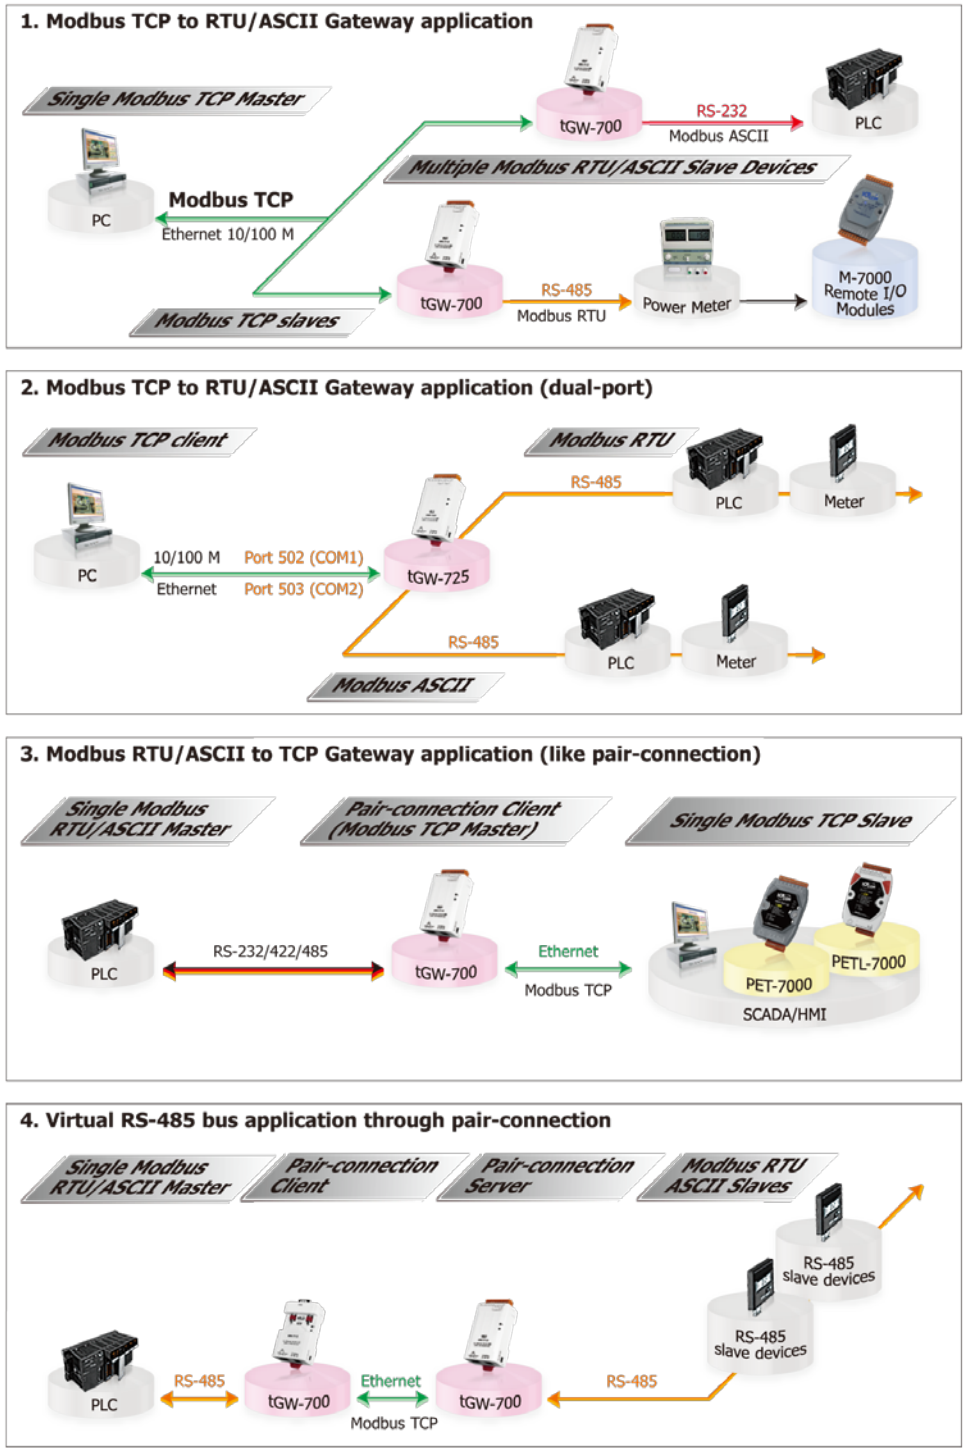 1. Modbus TCP to RTU/ASCII Gateway application
Single Modbus TCP Master
tGW-700
RS-232
Modbus ASCII
PLC
Multiple Modbus RTU/ASCII Slave Devices
PC
Modbus TCP
Ethernet 10/100 M
tGW-700
RS-485
Modbus RTU
Power Meter
M-7000
Remote I/O
Modules
Modbus TCP slaves
2. Modbus TCP to RTU/ASCII Gateway application (dual-port)
Modbus TCP client
Modbus RTU
RS-485
PLC
Meter
PC
10/100 M
Ethernet
Port 502 (COM1)
Port 503 (COM2)
tGW-725
RS-485
PLC
Meter
Modbus ASCII
3. Modbus RTU/ASCII to TCP Gateway application (like pair-connection)
Single Modbus
RTU/ASCII Master
Pair-connection Client
(Modbus TCP Master)
Single Modbus TCP Slave
PLC
RS-232/422/485
tGW-700
Ethernet
Modbus TCP
PET-7000
PETL-7000
SCADA/HMI
4. Virtual RS-485 bus application through pair-connection
Single Modbus
RTU/ASCII Master
Pair-connection
Client
Pair-connection
Server
Modbus RTU
ASCII Slaves
RS-485
slave devices
RS-485
slave devices
PLC
RS-485
tGW-700
Ethernet
Modbus TCP
tGW-700
RS-485